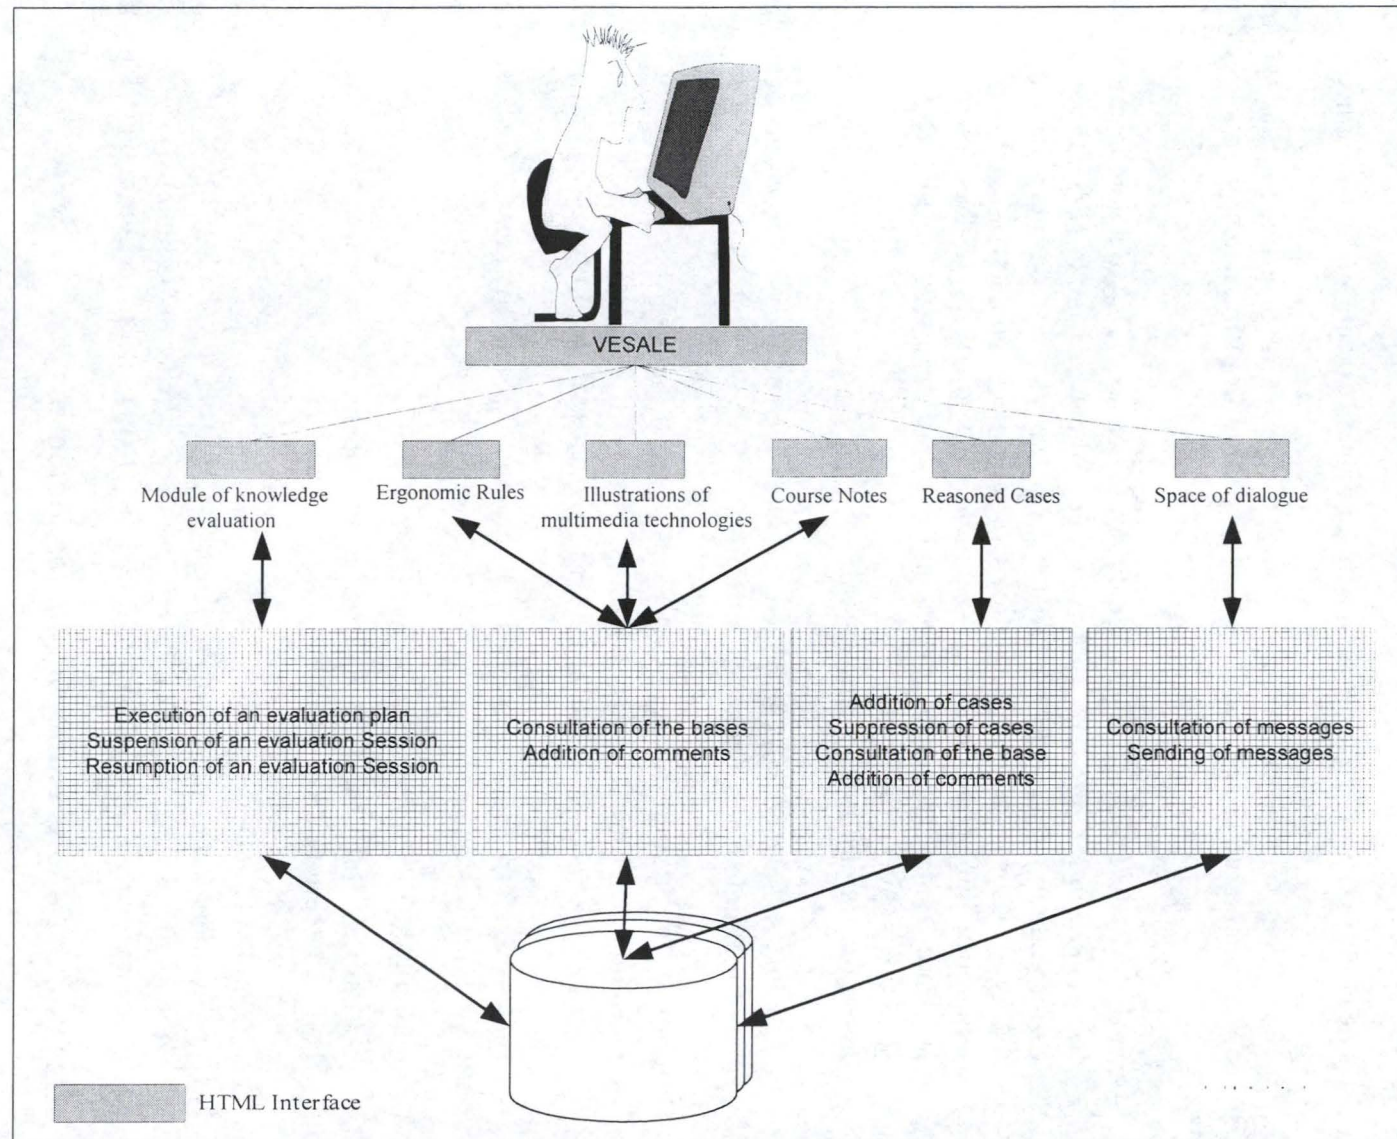 VESALE
Module of knowledge
evaluation
Ergonomic Rules
Illustrations of
multimedia technologies
Course Notes
Reasoned Cases
Space of dialogue
Execution of an evaluation plan
Suspension of an evaluation Session
Resumption of an evaluation Session
Consultation of the bases
Addition of comments
Addition of cases
Suppression of cases
Consultation of the base
Addition of comments
Consultation of messages
Sending of messages
HTML Interface